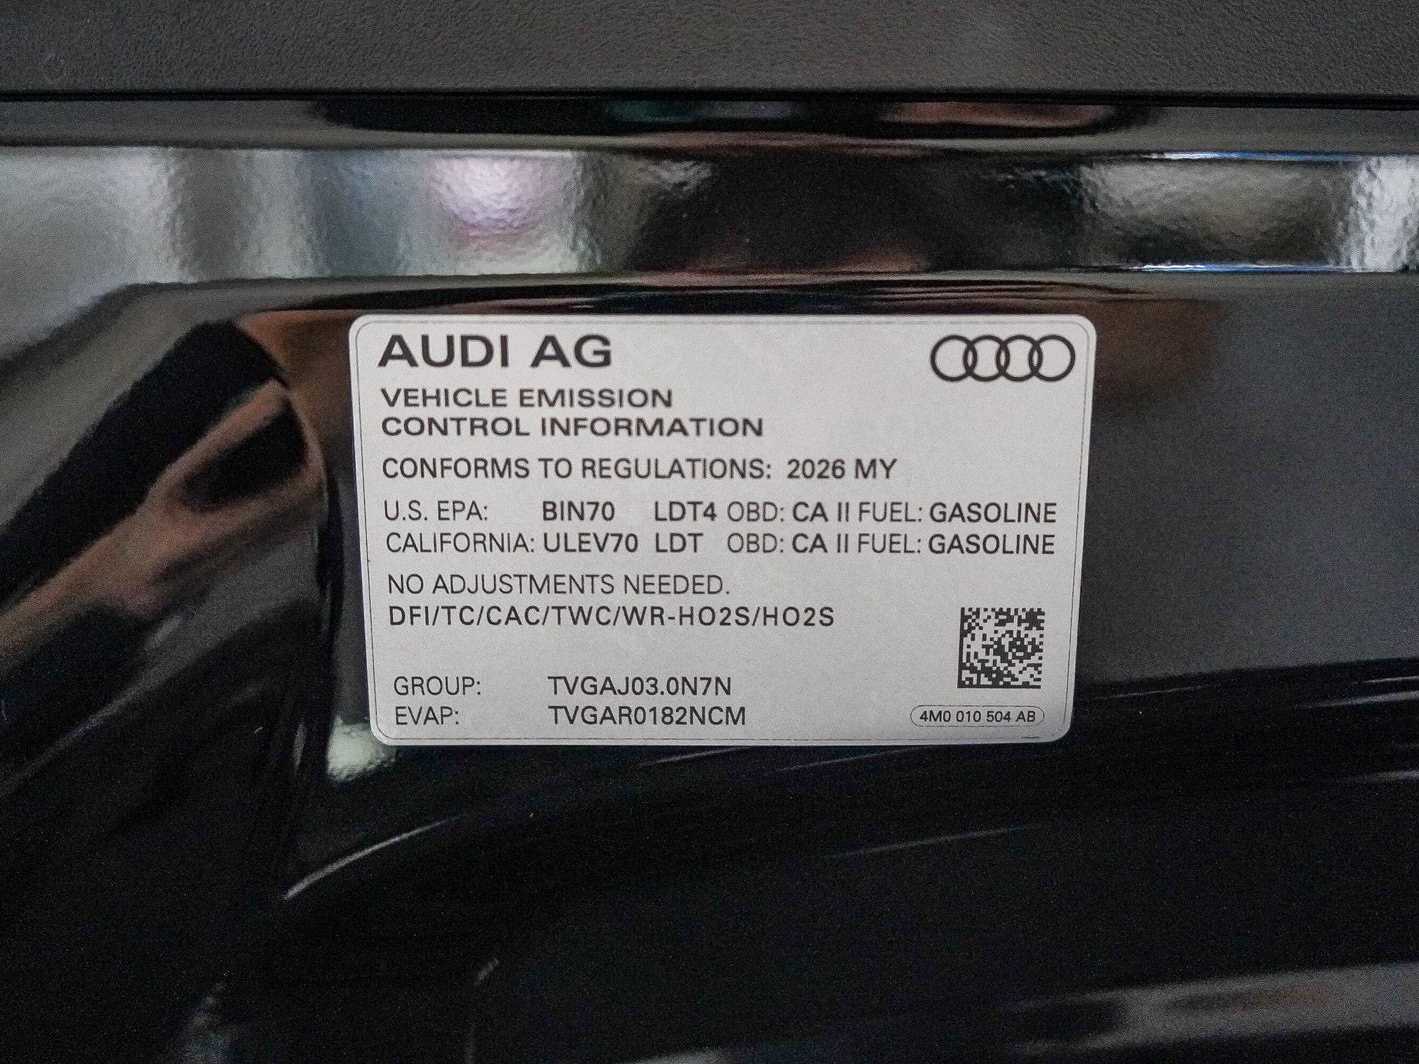 AUDI AG
VEHICLE EMISSION
CONTROL INFORMATION
CONFORMS TO REGULATIONS: 2026 MY
U.S. EPA: BIN70 LDT4 OBD: CA II FUEL: GASOLINE
CALIFORNIA: ULEV70 LDT OBD: CA II FUEL: GASOLINE
NO ADJUSTMENTS NEEDED.
DFI/TC/CAC/TWC/WR-HO2S/HO2S
GROUP: TVGAJ03.0N7N
EVAP: TVGAR0182NCM
4M0 010 504 AB